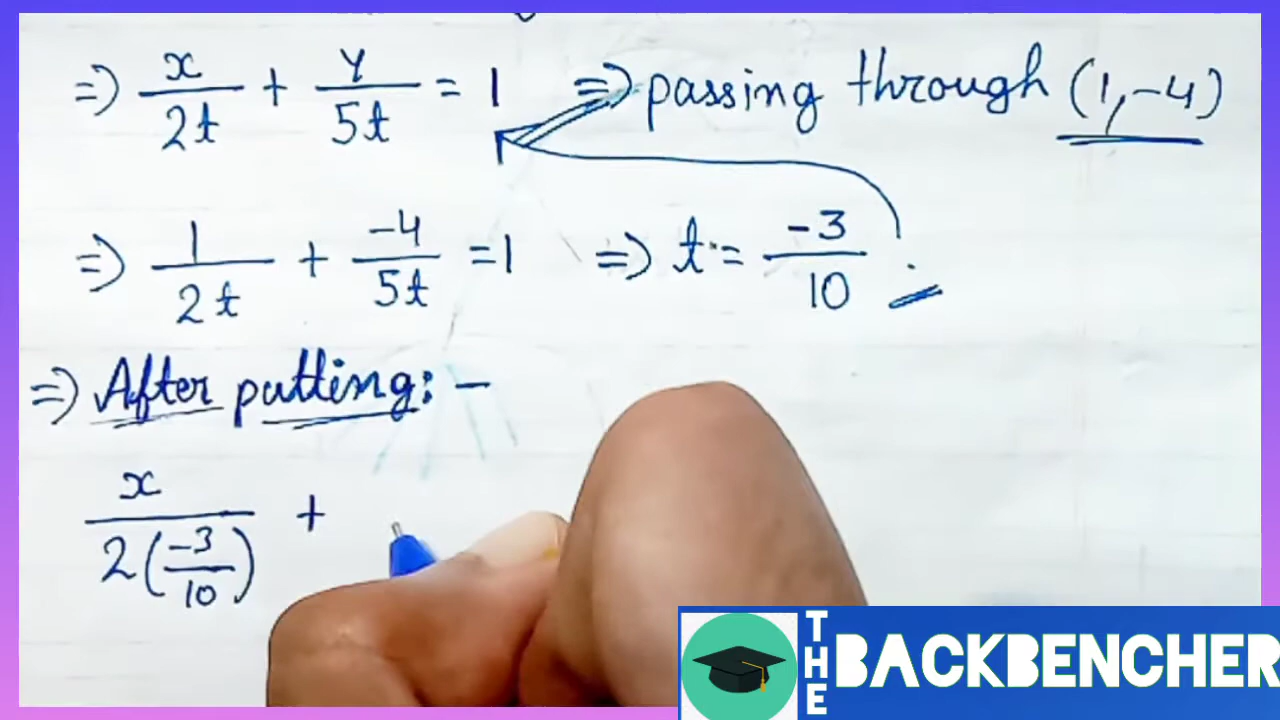 => x/2t + y/5t = 1 => passing through (1,-4)
=> 1/2t + -4/5t = 1 => t = -3/10
=> After putting:-
x/2(-3/10) +
THE BACKBENCHER